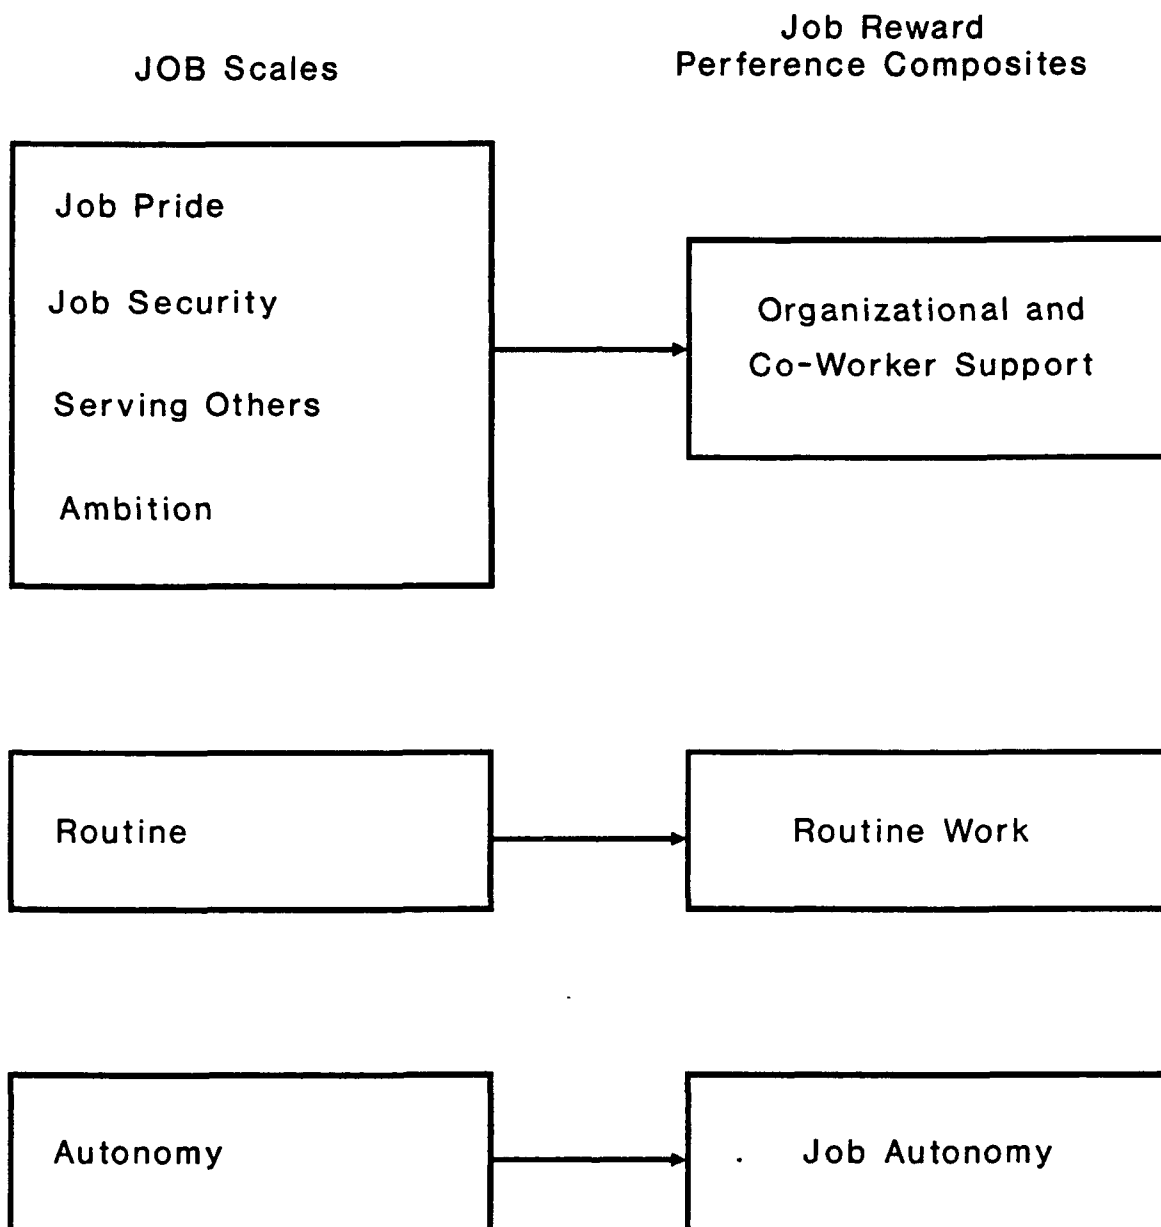 JOB Scales
Job Reward
Perference Composites
Job Pride
Job Security
Serving Others
Ambition
Organizational and
Co-Worker Support
Routine
Routine Work
Autonomy
Job Autonomy